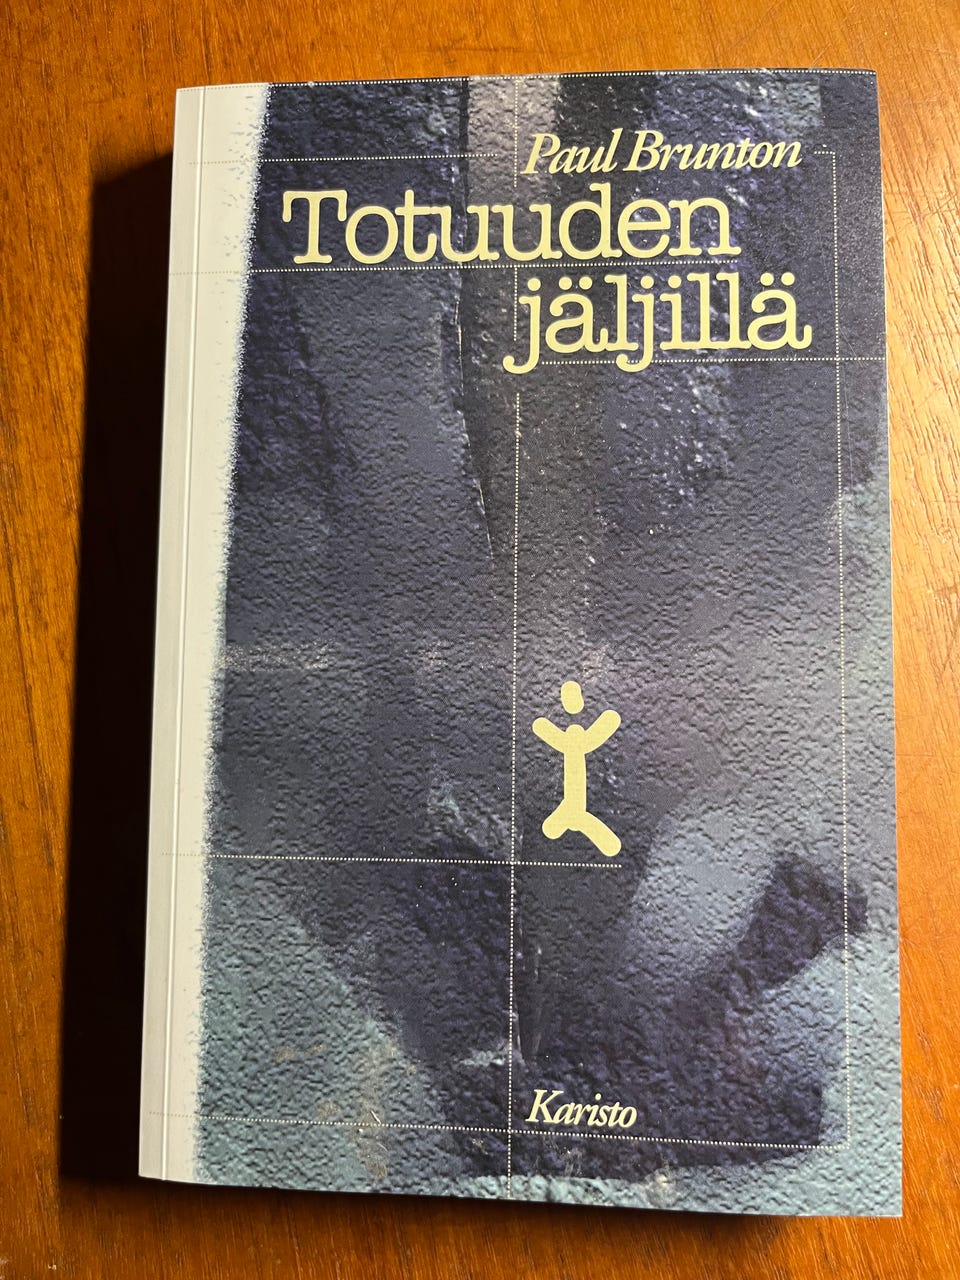 Paul Brunton
Totuuden
jäljillä
Karisto